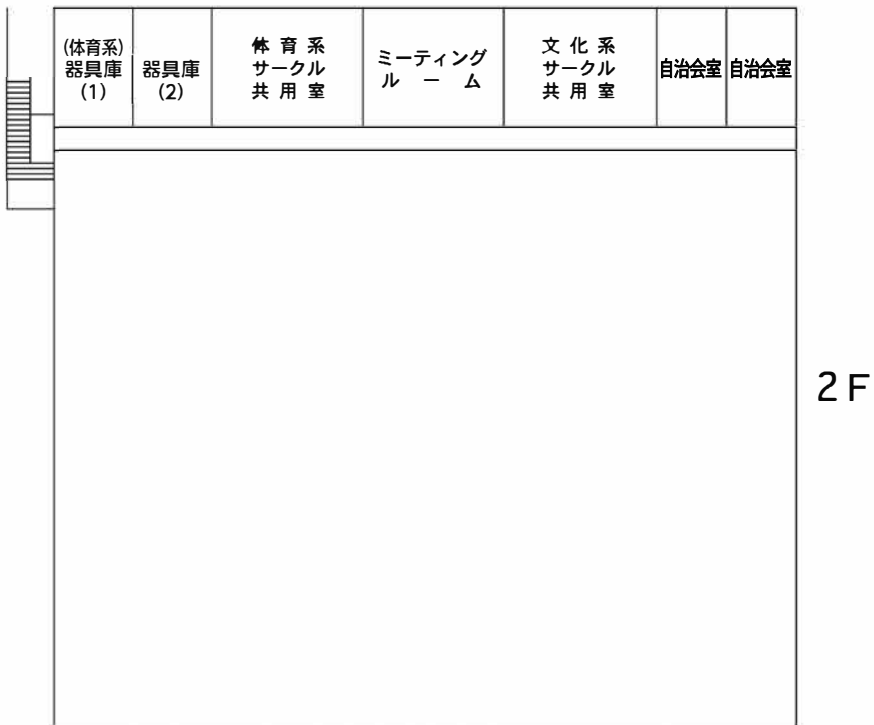 (体育系)
器具庫
(1)
器具庫
(2)
体育系
サークル
共用室
ミーティング
ルーム
文化系
サークル
共用室
自治会室
自治会室
2F